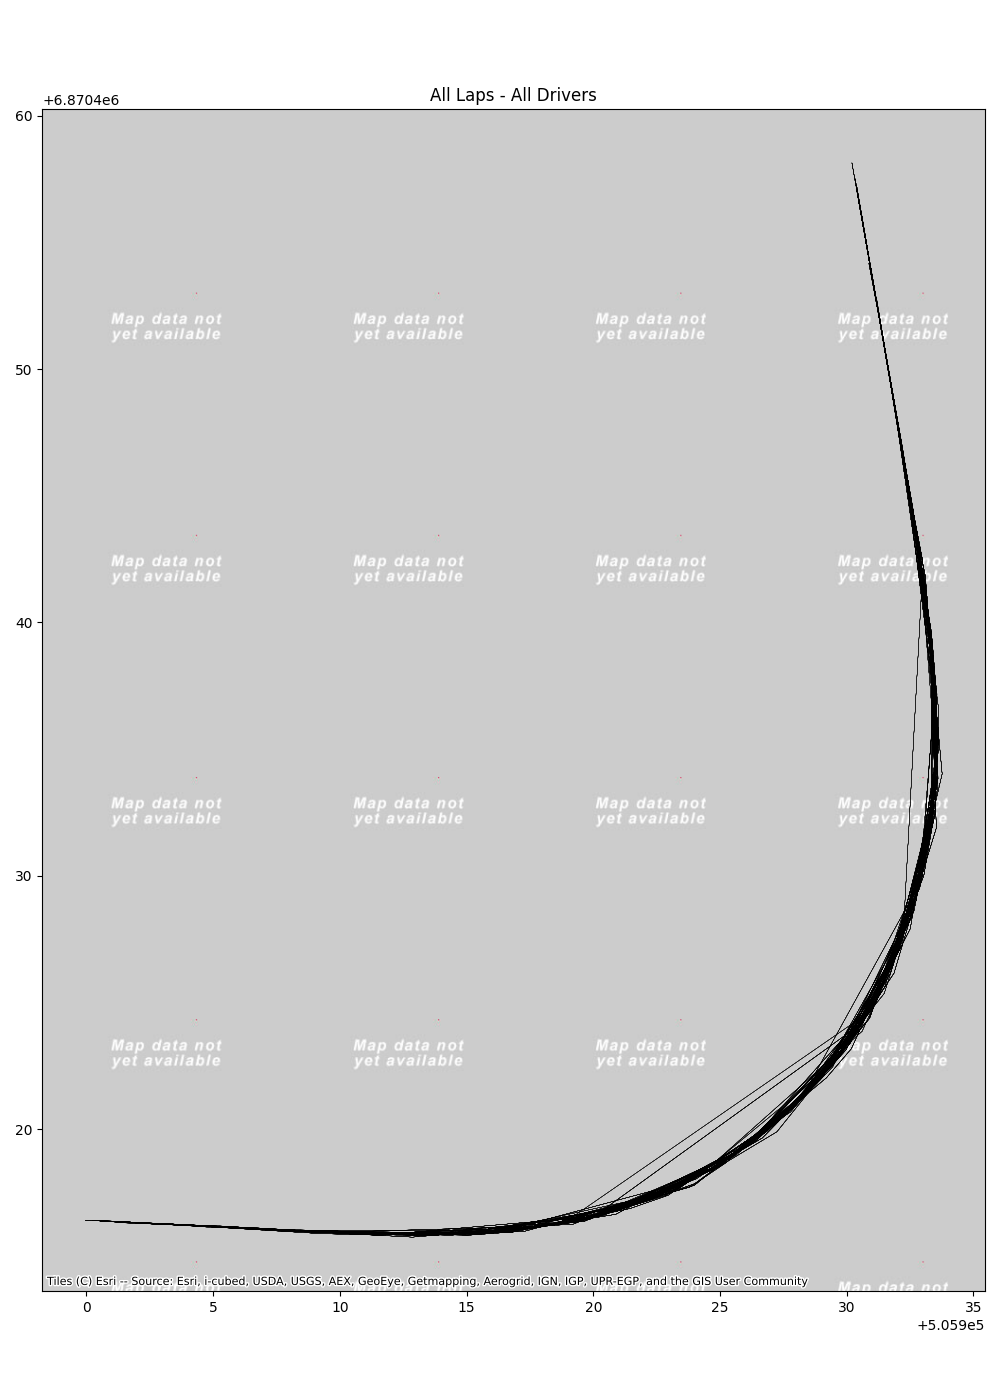 All Laps - All Drivers
+6.8704e6
60
Map data not Map data not Map data not Map data not
yet available yet available yet available yet available
50
Map data not Map data not Map data not Map data not
yet available yet available yet available yet available
40
Map data not Map data not Map data not Map data not
yet available yet available yet available yet available
30
Map data not Map data not Map data not Map data not
yet available yet available yet available yet available
20
Tiles (C) Esri -- Source: Esri, i-cubed, USDA, USGS, AEX, GeoEye, Getmapping, Aerogrid, IGN, IGP, UPR-EGP, and the GIS User Community
0 5 10 15 20 25 30 35
+5.059e5